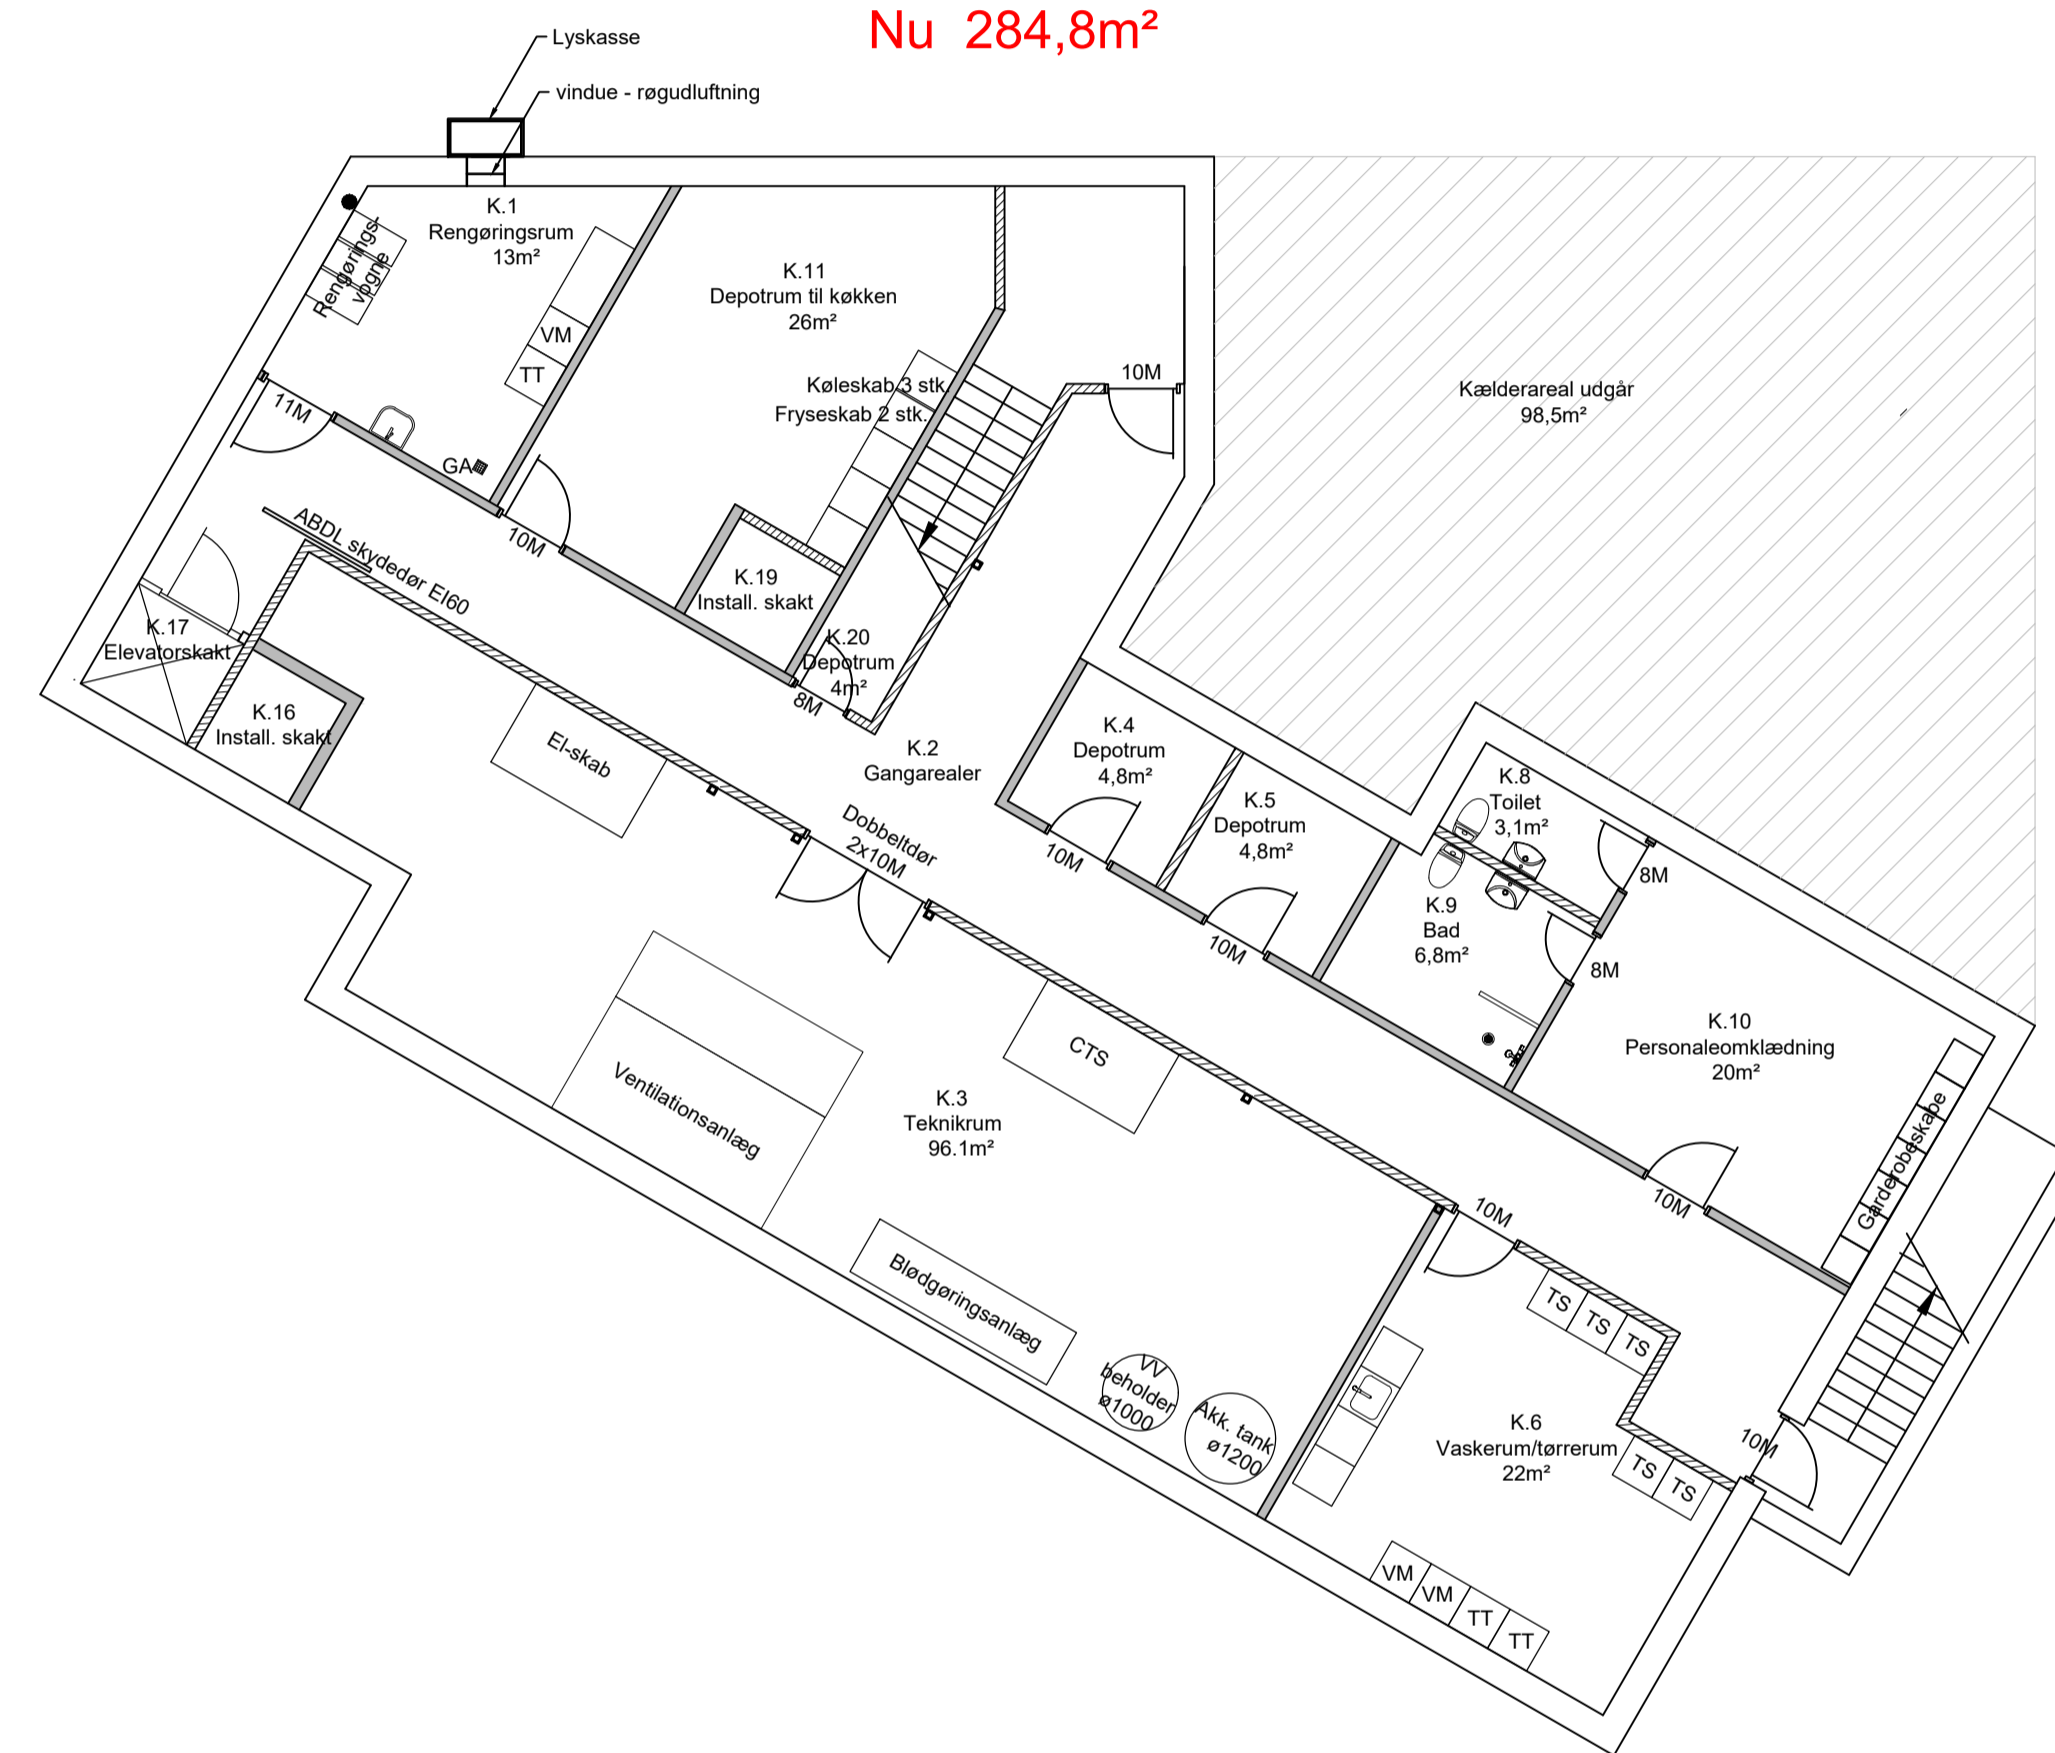 Nu 284,8m²
Lyskasse
vindue - røgudluftning
K.1
Rengøringsrum
13m²
Rengørings-
vogne
VM
TT
11M
GA
K.11
Depotrum til køkken
26m²
Køleskab 3 stk.
Fryseskab 2 stk.
10M
Kælderareal udgår
98,5m²
10M
ABDL skydedør EI60
K.19
Install. skakt
K.17
Elevatorskakt
K.20
Depotrum
4m²
8M
K.16
Install. skakt
El-skab
K.2
Gangarealer
K.4
Depotrum
4,8m²
10M
K.5
Depotrum
4,8m²
10M
K.8
Toilet
3,1m²
8M
K.9
Bad
6,8m²
8M
Dobbeltdør
2x10M
K.10
Personaleomklædning
20m²
Garderobeskabe
10M
CTS
Ventilationsanlæg
K.3
Teknikrum
96.1m²
Blødgøringsanlæg
VV
beholder
ø1000
Akk. tank
ø1200
10M
TS
TS
TS
K.6
Vaskerum/tørrerum
22m²
TS
TS
10M
VM
VM
TT
TT